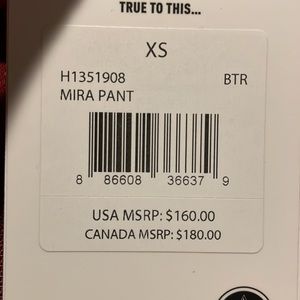 TRUE TO THIS...
XS
H1351908 BTR
MIRA PANT
8 86608 36637 9
USA MSRP: $160.00
CANADA MSRP: $180.00